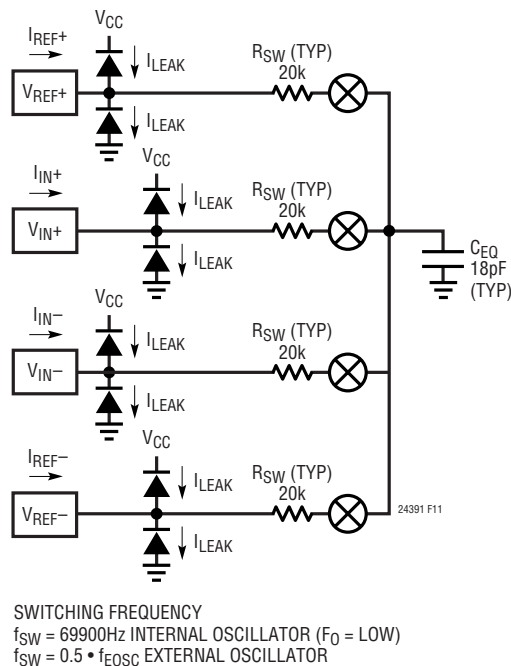 VCC
IREF+
ILEAK
RSW (TYP)
20k
VREF+
ILEAK
VCC
IIN+
ILEAK
RSW (TYP)
20k
VIN+
ILEAK
CEQ
18pF
(TYP)
VCC
IIN–
ILEAK
RSW (TYP)
20k
VIN–
ILEAK
VCC
IREF–
ILEAK
RSW (TYP)
20k
VREF–
ILEAK
24391 F11
SWITCHING FREQUENCY
fSW = 69900Hz INTERNAL OSCILLATOR (FO = LOW)
fSW = 0.5 • fEOSC EXTERNAL OSCILLATOR